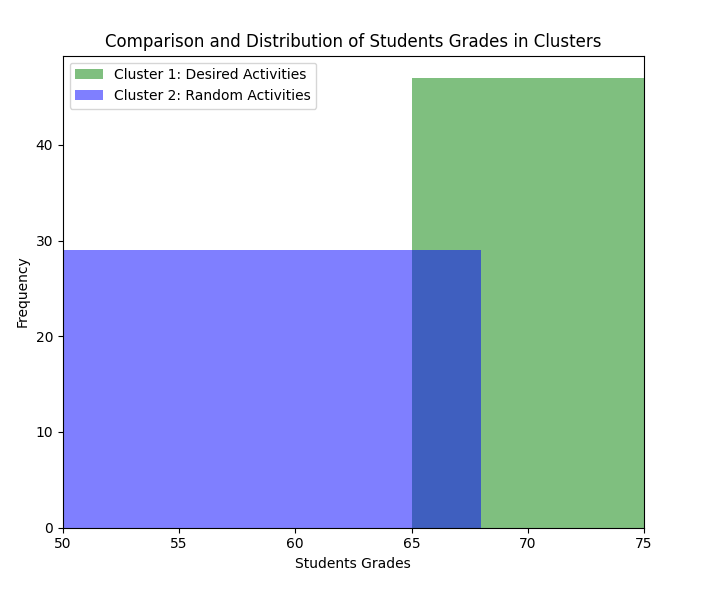 Comparison and Distribution of Students Grades in Clusters
Cluster 1: Desired Activities
Cluster 2: Random Activities
Frequency
40
30
20
10
0
50 55 60 65 70 75
Students Grades